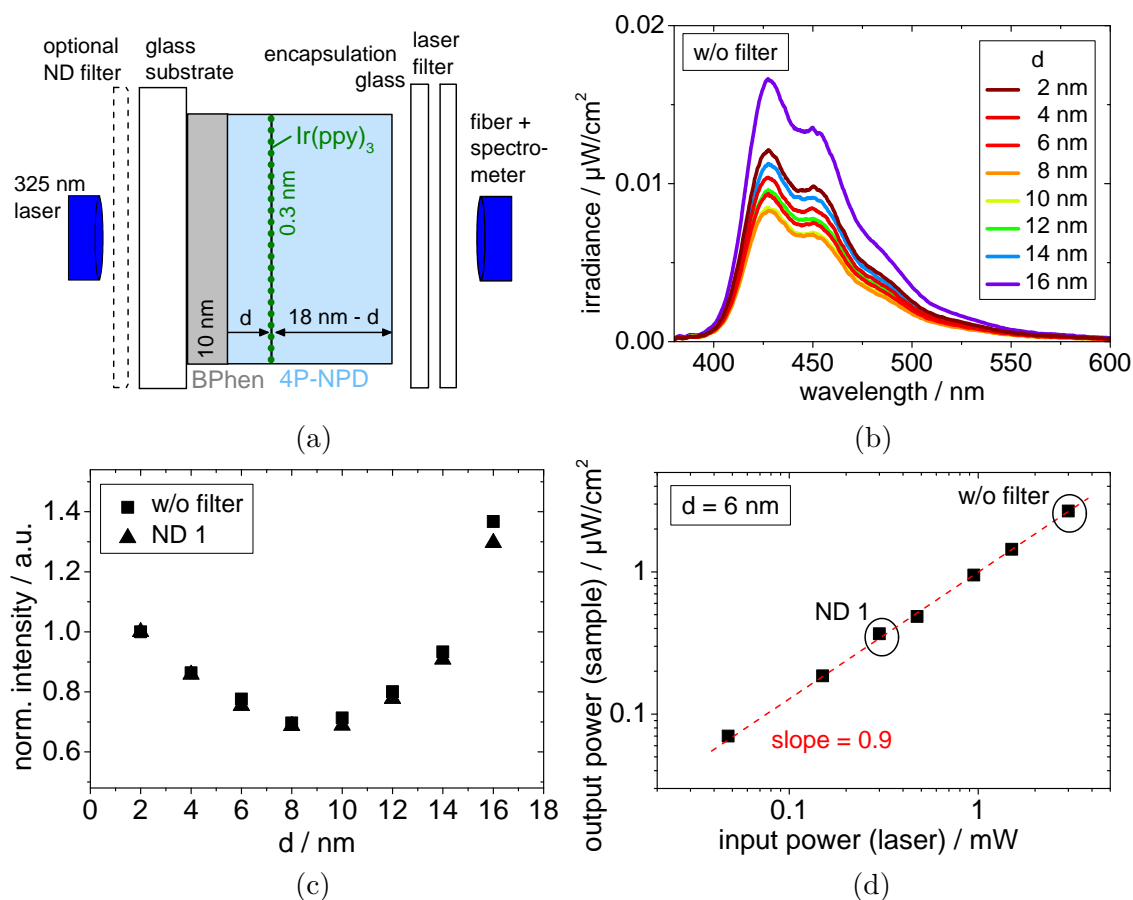 optional
ND filter
glass
substrate
encapsulation
glass
laser
filter
fiber +
spectro-
meter
325 nm
laser
Ir(ppy)₃
0.3 nm
10 nm
d
18 nm - d
BPhen
4P-NPD
(a)
w/o filter
d
2 nm
4 nm
6 nm
8 nm
10 nm
12 nm
14 nm
16 nm
irradiance / µW/cm²
0.02
0.01
0.00
400 450 500 550 600
wavelength / nm
(b)
w/o filter
ND 1
norm. intensity / a.u.
1.4
1.2
1.0
0.8
0.6
0 2 4 6 8 10 12 14 16 18
d / nm
(c)
d = 6 nm
w/o filter
ND 1
slope = 0.9
output power (sample) / µW/cm²
1
0.1
0.1 1
input power (laser) / mW
(d)